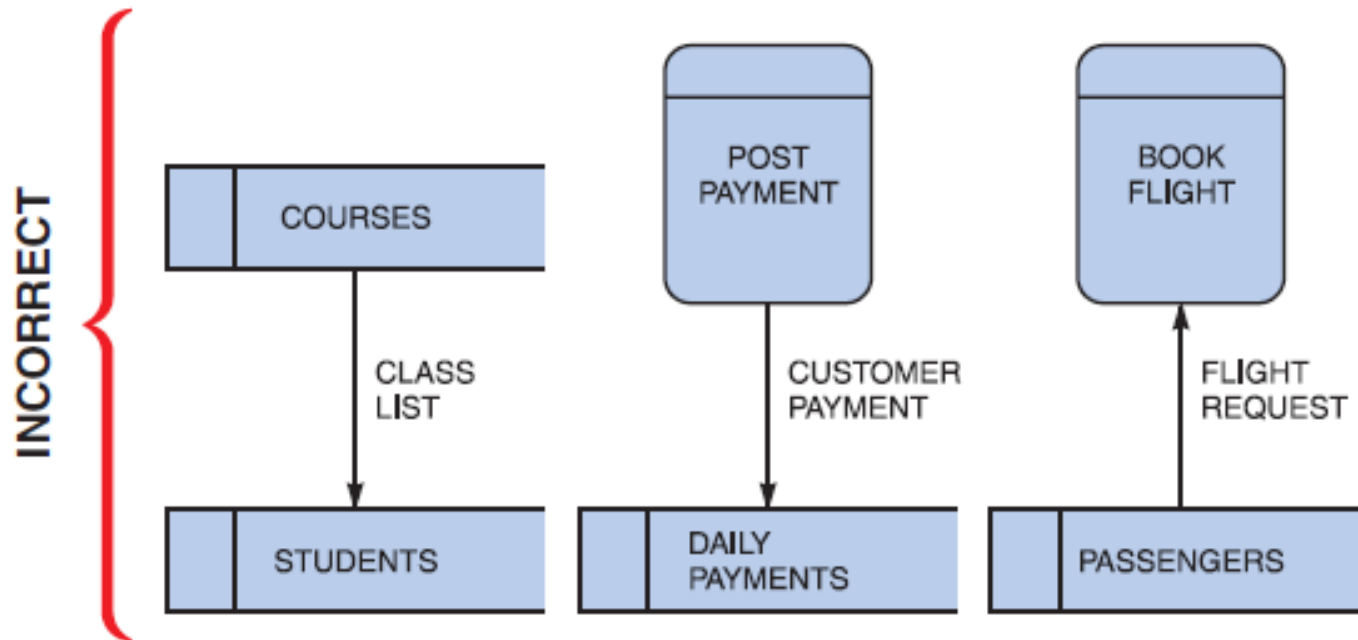 INCORRECT
COURSES
CLASS
LIST
STUDENTS
POST
PAYMENT
CUSTOMER
PAYMENT
DAILY
PAYMENTS
BOOK
FLIGHT
FLIGHT
REQUEST
PASSENGERS